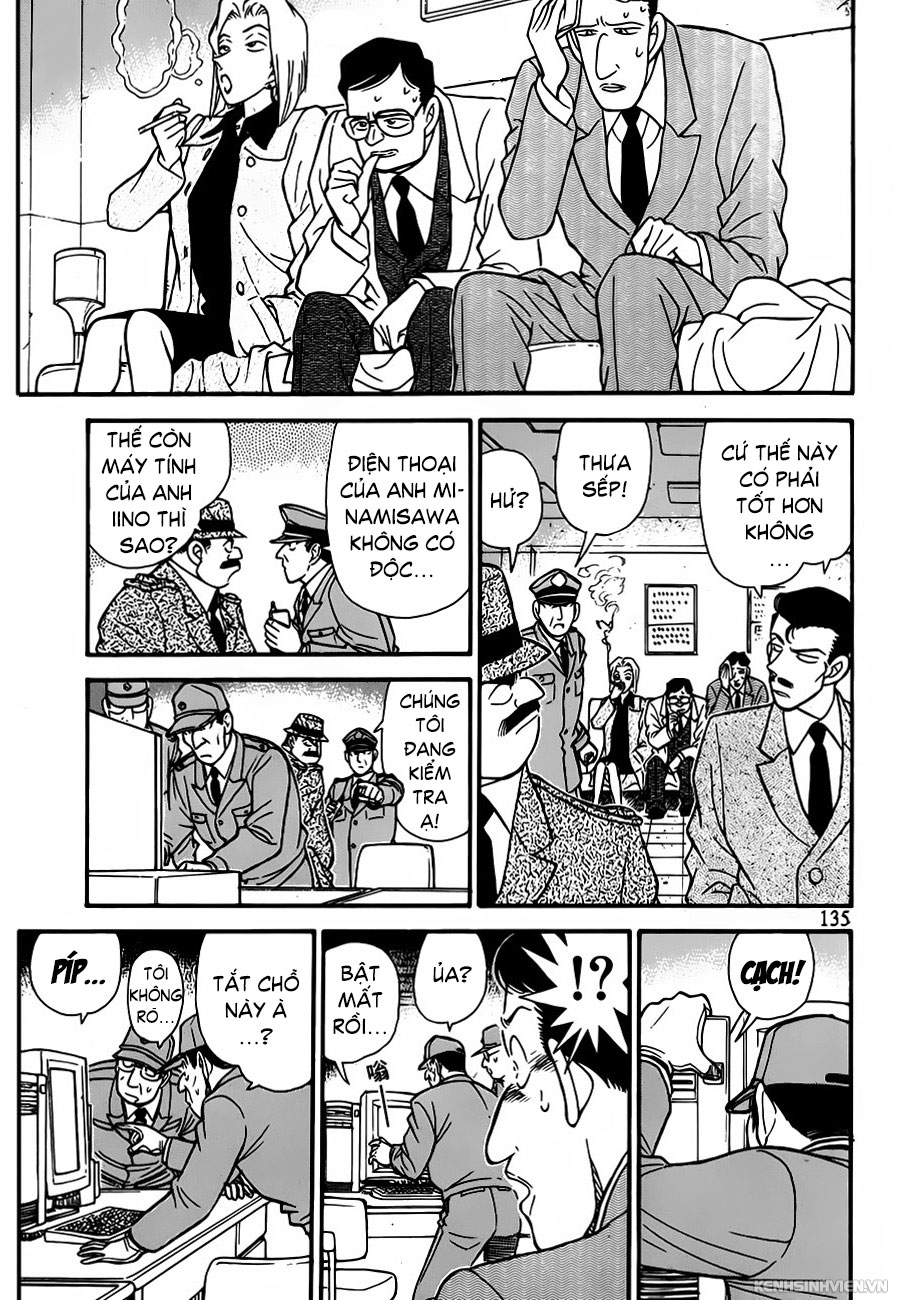 CỨ THẾ NÀY
CÓ PHẢI
TỐT HƠN
KHÔNG
...
THƯA
SẾP!
HỬ?
ĐIỆN THOẠI
CỦA ANH MI-
NAMISAWA
KHÔNG CÓ
ĐỘC...
THẾ CÒN
MÁY TÍNH
CỦA ANH
IINO THÌ
SAO?
CHÚNG
TÔI
ĐANG
KIỂM
TRA
Ạ!
135
CẠCH!
!?
ỦA?
BẬT
MẤT
RỒI...
嗡
TẮT CHỖ
NÀY À
...?
TÔI
KHÔNG
RÕ...
PÍP...
KENHSINHVIEN.VN